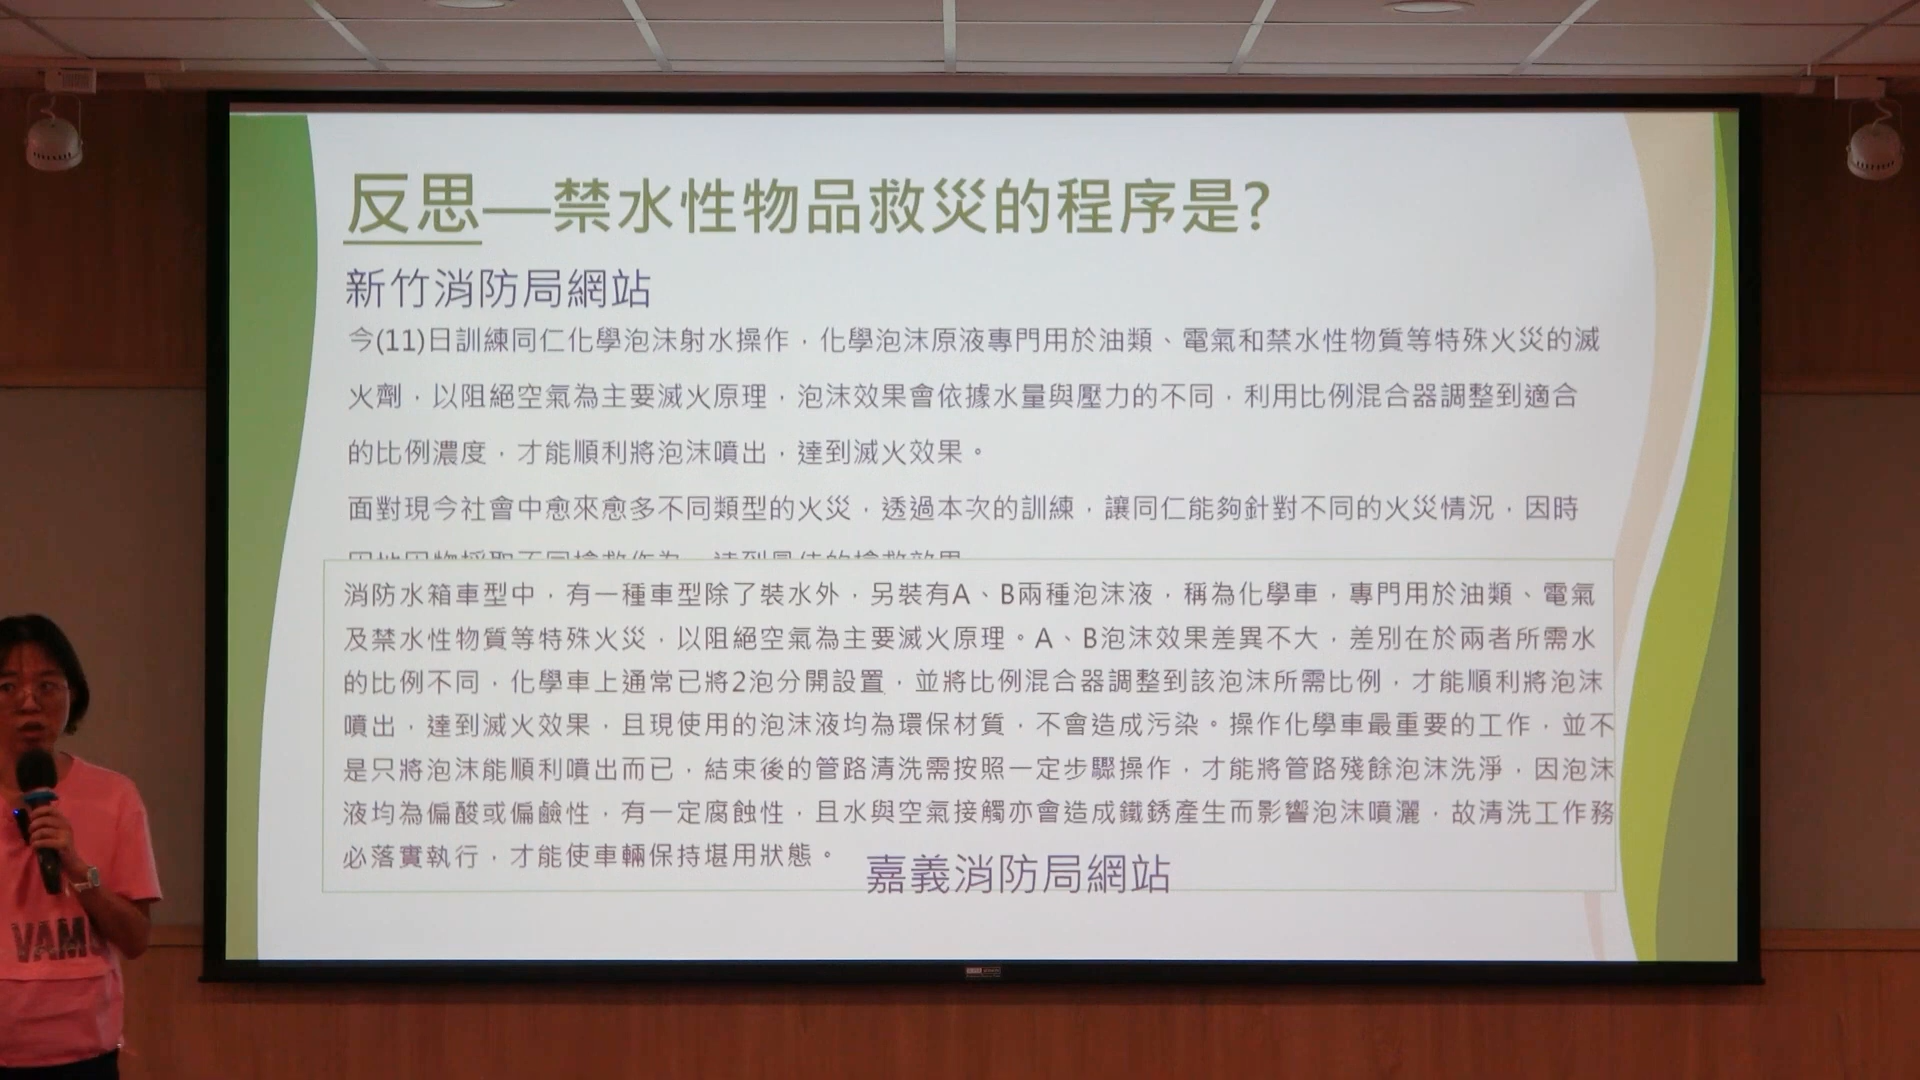 反思—禁水性物品救災的程序是?
新竹消防局網站
今(11)日訓練同仁化學泡沫射水操作，化學泡沫原液專門用於油類、電氣和禁水性物質等特殊火災的滅
火劑，以阻絕空氣為主要滅火原理，泡沫效果會依據水量與壓力的不同，利用比例混合器調整到適合
的比例濃度，才能順利將泡沫噴出，達到滅火效果。
面對現今社會中愈來愈多不同類型的火災，透過本次的訓練，讓同仁能夠針對不同的火災情況，因時
因地因物採取不同搶救作為，達到最佳的搶救效果
消防水箱車型中，有一種車型除了裝水外，另裝有A、B兩種泡沫液，稱為化學車，專門用於油類、電氣
及禁水性物質等特殊火災，以阻絕空氣為主要滅火原理。A、B泡沫效果差異不大，差別在於兩者所需水
的比例不同，化學車上通常已將2泡分開設置，並將比例混合器調整到該泡沫所需比例，才能順利將泡沫
噴出，達到滅火效果，且現使用的泡沫液均為環保材質，不會造成污染。操作化學車最重要的工作，並不
是只將泡沫能順利噴出而已，結束後的管路清洗需按照一定步驟操作，才能將管路殘餘泡沫洗淨，因泡沫
液均為偏酸或偏鹼性，有一定腐蝕性，且水與空氣接觸亦會造成鐵銹產生而影響泡沫噴灑，故清洗工作務
必落實執行，才能使車輛保持堪用狀態。
嘉義消防局網站
VAM